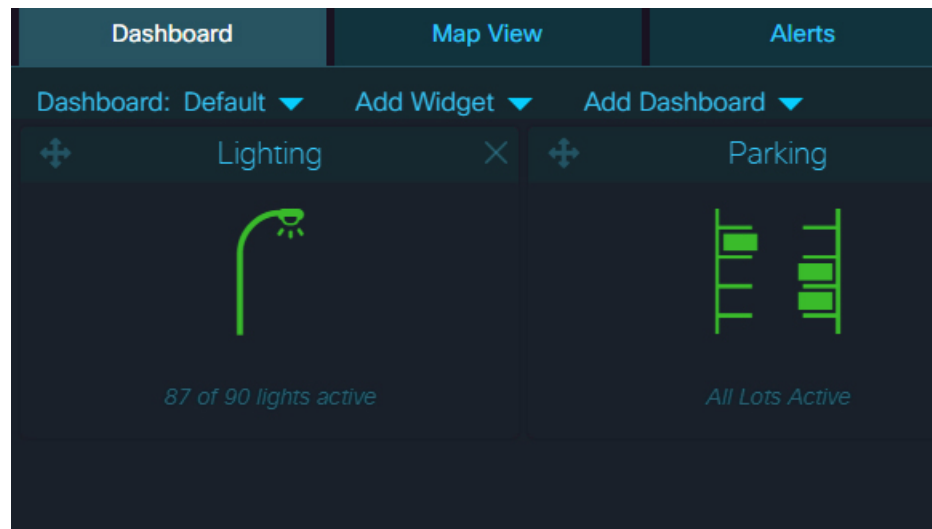 Dashboard Map View Alerts
Dashboard: Default Add Widget Add Dashboard
Lighting Parking
87 of 90 lights active All Lots Active